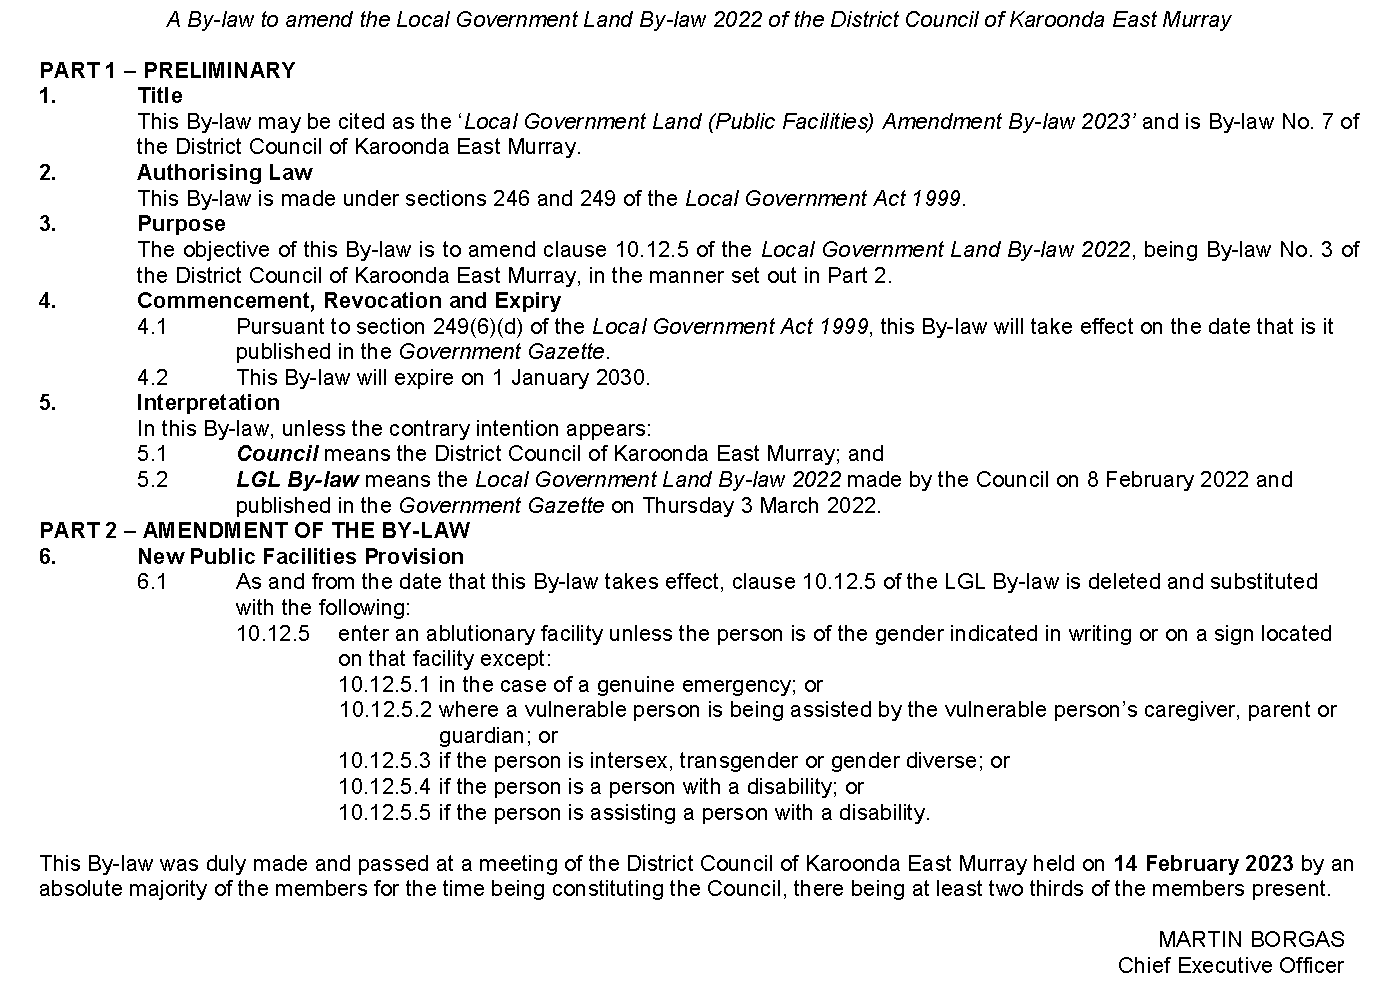 A By-law to amend the Local Government Land By-law 2022 of the District Council of Karoonda East Murray
PART 1 – PRELIMINARY
1. Title
This By-law may be cited as the ‘Local Government Land (Public Facilities) Amendment By-law 2023’ and is By-law No. 7 of
the District Council of Karoonda East Murray.
2. Authorising Law
This By-law is made under sections 246 and 249 of the Local Government Act 1999.
3. Purpose
The objective of this By-law is to amend clause 10.12.5 of the Local Government Land By-law 2022, being By-law No. 3 of
the District Council of Karoonda East Murray, in the manner set out in Part 2.
4. Commencement, Revocation and Expiry
4.1 Pursuant to section 249(6)(d) of the Local Government Act 1999, this By-law will take effect on the date that is it
published in the Government Gazette.
4.2 This By-law will expire on 1 January 2030.
5. Interpretation
In this By-law, unless the contrary intention appears:
5.1 Council means the District Council of Karoonda East Murray; and
5.2 LGL By-law means the Local Government Land By-law 2022 made by the Council on 8 February 2022 and
published in the Government Gazette on Thursday 3 March 2022.
PART 2 – AMENDMENT OF THE BY-LAW
6. New Public Facilities Provision
6.1 As and from the date that this By-law takes effect, clause 10.12.5 of the LGL By-law is deleted and substituted
with the following:
10.12.5 enter an ablutionary facility unless the person is of the gender indicated in writing or on a sign located
on that facility except:
10.12.5.1 in the case of a genuine emergency; or
10.12.5.2 where a vulnerable person is being assisted by the vulnerable person’s caregiver, parent or
guardian; or
10.12.5.3 if the person is intersex, transgender or gender diverse; or
10.12.5.4 if the person is a person with a disability; or
10.12.5.5 if the person is assisting a person with a disability.
This By-law was duly made and passed at a meeting of the District Council of Karoonda East Murray held on 14 February 2023 by an
absolute majority of the members for the time being constituting the Council, there being at least two thirds of the members present.
MARTIN BORGAS
Chief Executive Officer